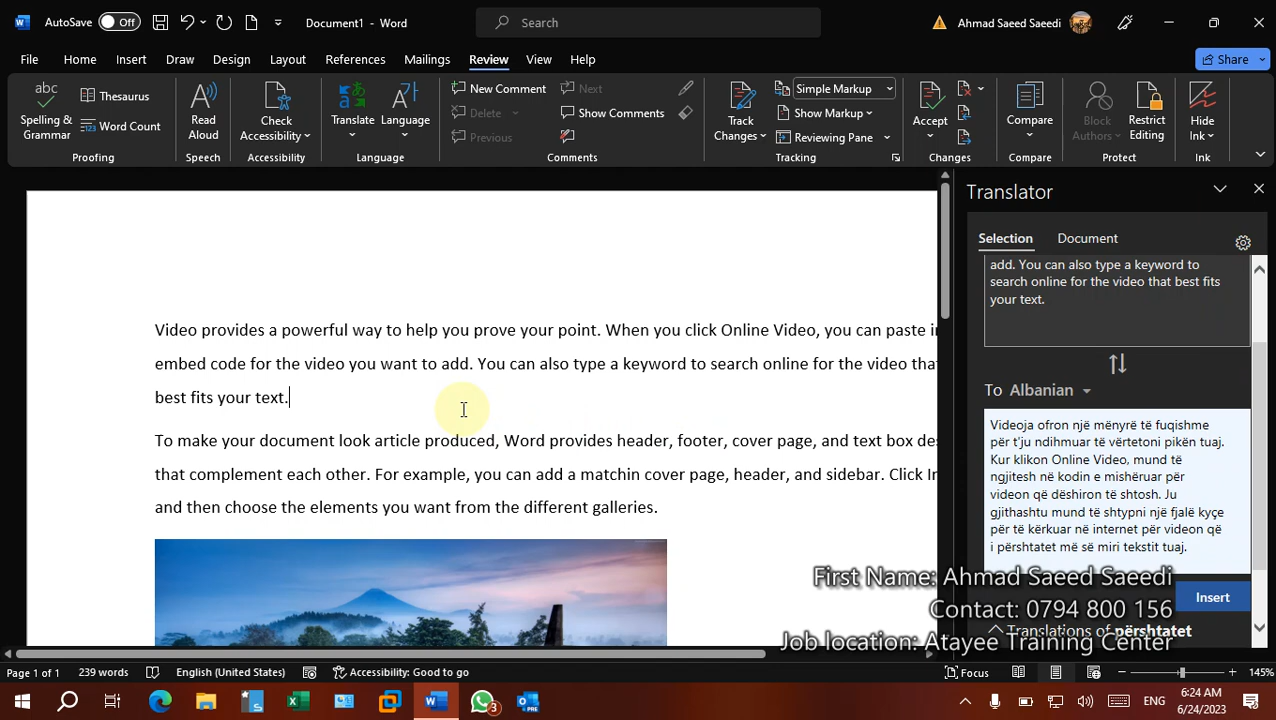 AutoSave Off Document1 - Word Search Ahmad Saeed Saeedi
File Home Insert Draw Design Layout References Mailings Review View Help Share
abc Spelling & Grammar Thesaurus Word Count Proofing
Read Aloud Speech
Check Accessibility Accessibility
Translate Language Language
New Comment Delete Previous Next Show Comments Comments
Track Changes Simple Markup Show Markup Reviewing Pane Tracking
Accept Changes
Compare Compare
Block Authors Restrict Editing Protect
Hide Ink Ink
Video provides a powerful way to help you prove your point. When you click Online Video, you can paste in
embed code for the video you want to add. You can also type a keyword to search online for the video that
best fits your text.
To make your document look article produced, Word provides header, footer, cover page, and text box des
that complement each other. For example, you can add a matchin cover page, header, and sidebar. Click In
and then choose the elements you want from the different galleries.
Translator
Selection Document
add. You can also type a keyword to
search online for the video that best fits
your text.
To Albanian
Videoja ofron një mënyrë të fuqishme
për t'ju ndihmuar të vërtetoni pikën tuaj.
Kur klikon Online Video, mund të
ngjitesh në kodin e mishëruar për
videon që dëshiron të shtosh. Ju
gjithashtu mund të shtypni një fjalë kyçe
për të kërkuar në internet për videon që
i përshtatet më së miri tekstit tuaj.
Insert
Translations of përshtatet
First Name: Ahmad Saeed Saeedi
Contact: 0794 800 156
Job location: Atayee Training Center
Page 1 of 1 239 words English (United States) Accessibility: Good to go Focus 145%
3 PRE ENG 6:24 AM
6/24/2023